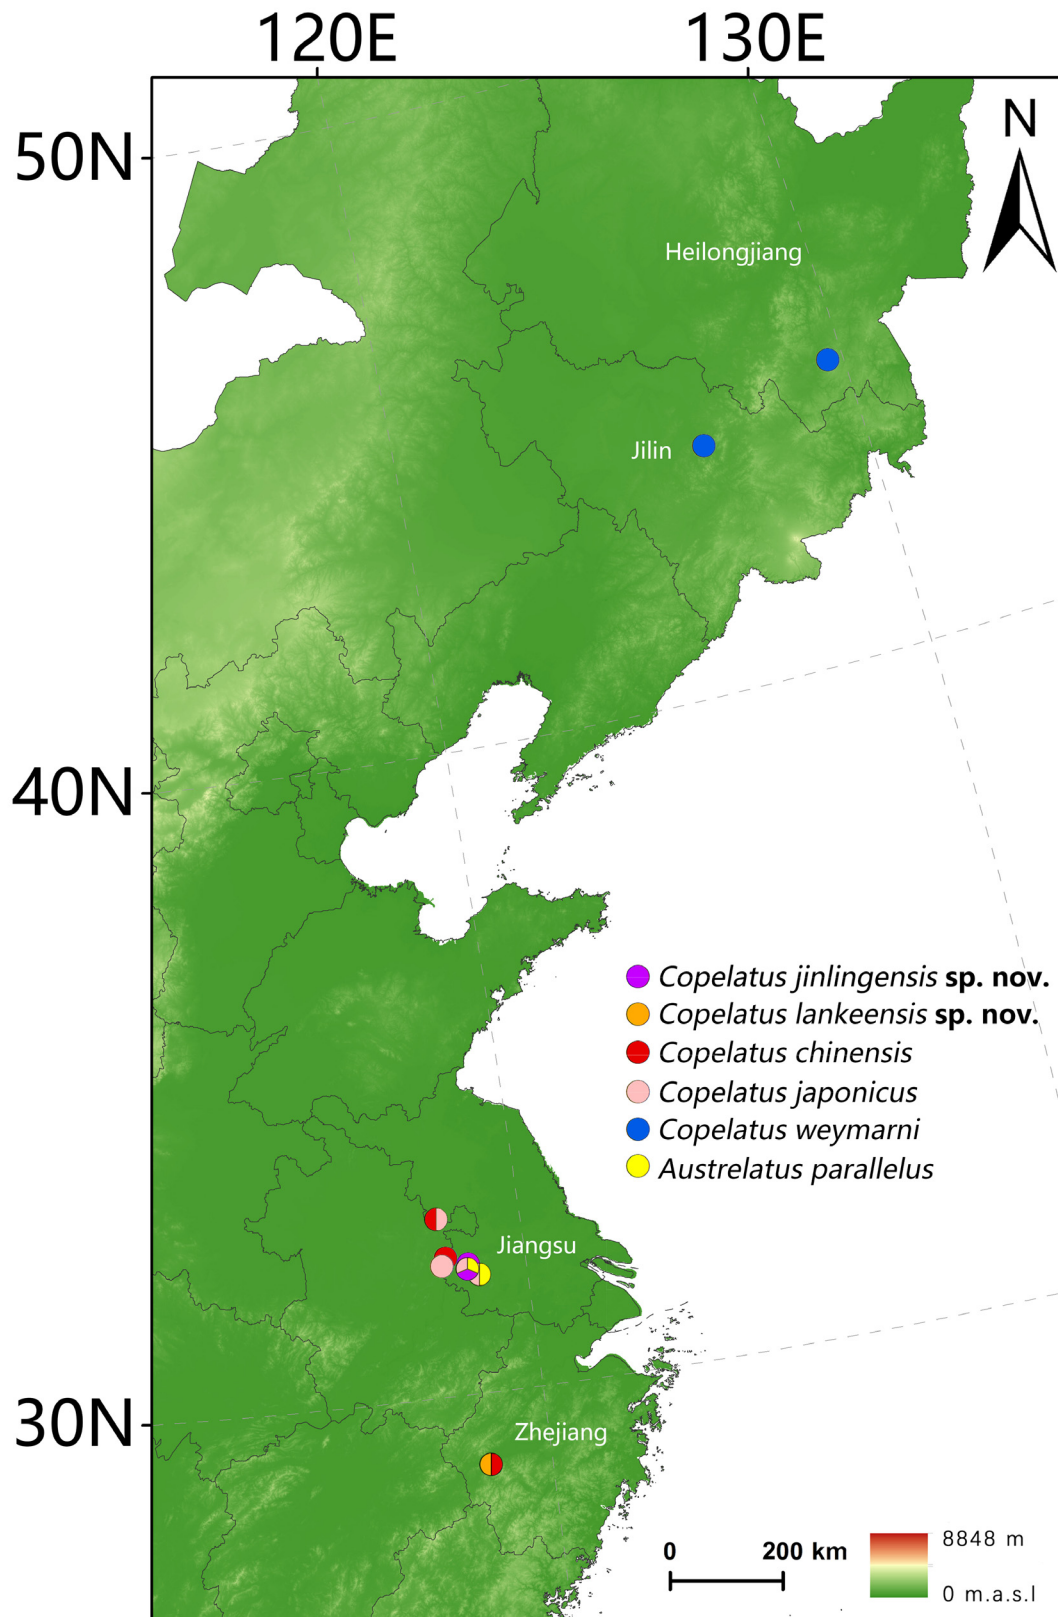 120E 130E
50N
N
Heilongjiang
Jilin
40N
Copelatus jinlingensis sp. nov.
Copelatus lankeensis sp. nov.
Copelatus chinensis
Copelatus japonicus
Copelatus weymarni
Austrelatus parallelus
Jiangsu
30N
Zhejiang
0 200 km
8848 m
0 m.a.s.l